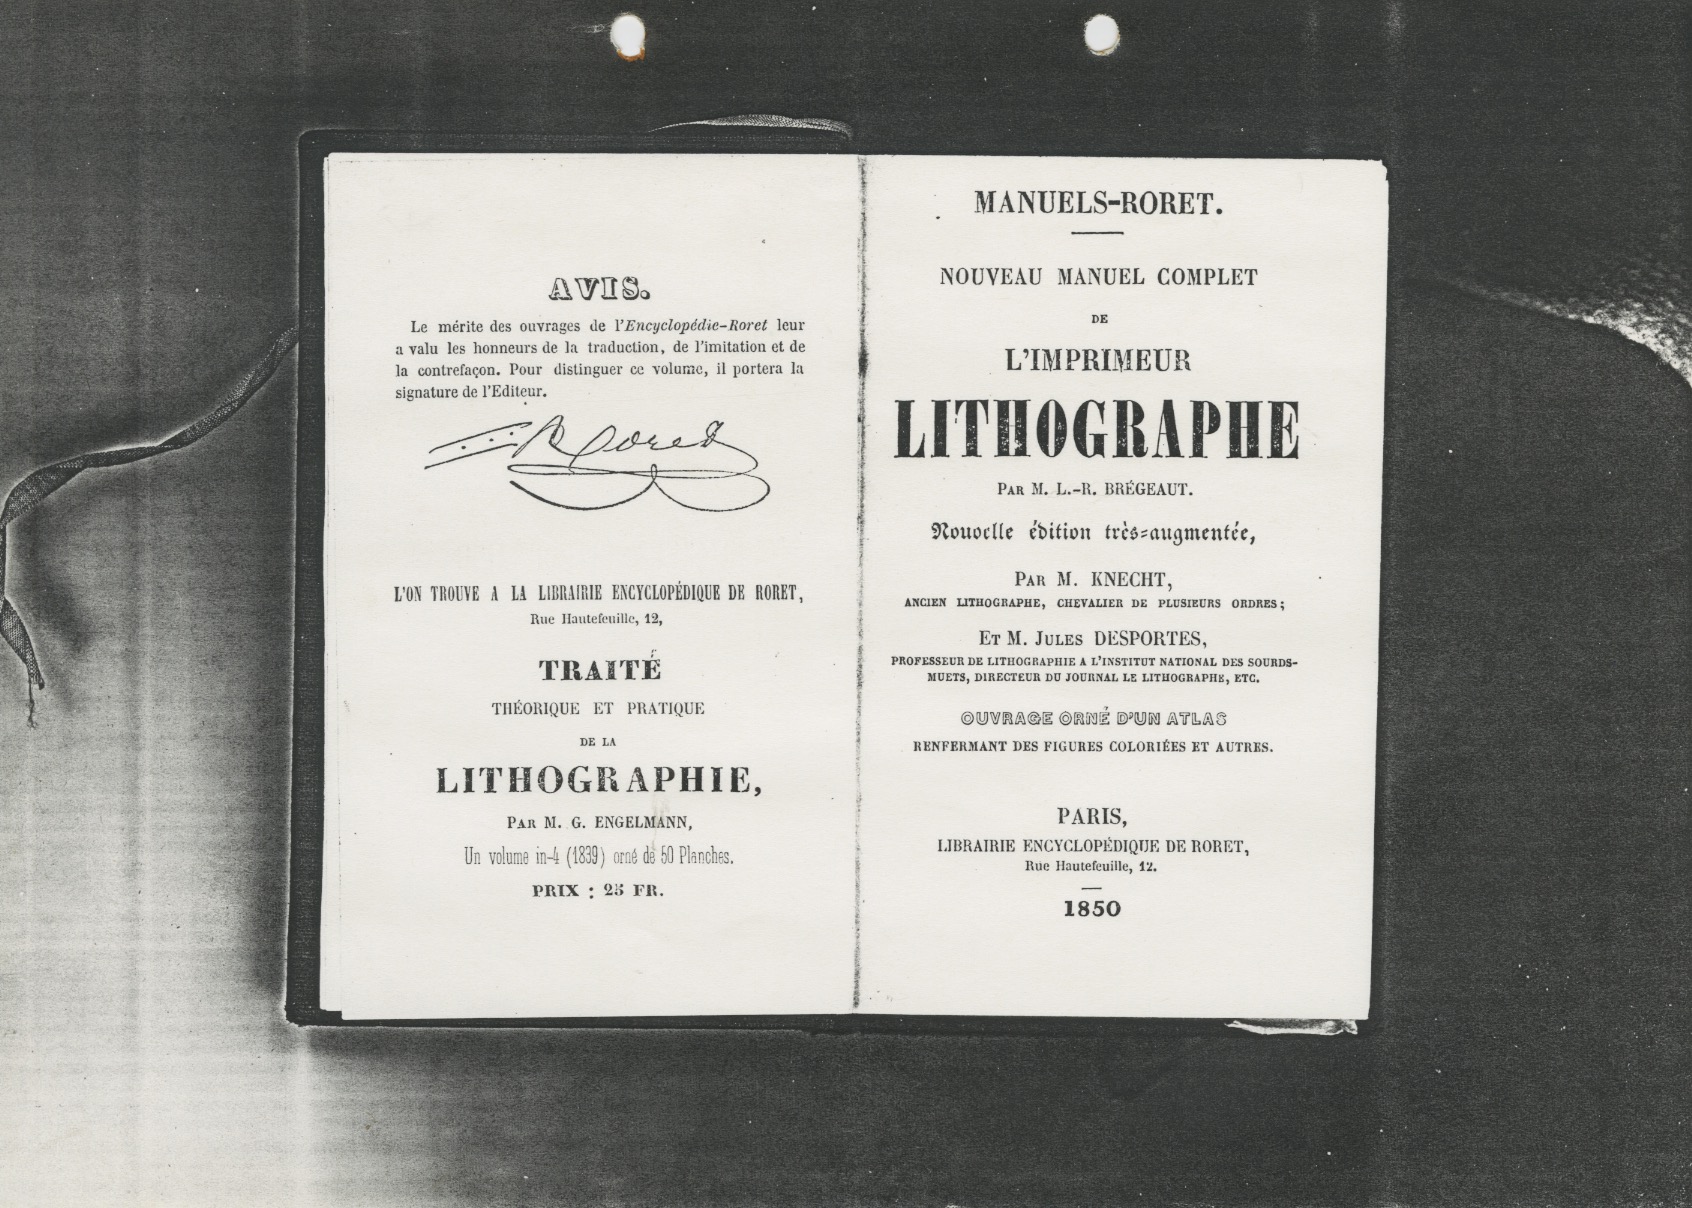 AVIS.
Le mérite des ouvrages de l'Encyclopédie-Roret leur
a valu les honneurs de la traduction, de l'imitation et de
la contrefaçon. Pour distinguer ce volume, il portera la
signature de l'Editeur.
Roret
L'ON TROUVE A LA LIBRAIRIE ENCYCLOPÉDIQUE DE RORET,
Rue Hautefeuille, 12,
TRAITÉ
THÉORIQUE ET PRATIQUE
DE LA
LITHOGRAPHIE,
PAR M. G. ENGELMANN,
Un volume in-4 (1839) orné de 50 Planches.
PRIX : 25 FR.
MANUELS-RORET.
NOUVEAU MANUEL COMPLET
DE
L'IMPRIMEUR
LITHOGRAPHE
PAR M. L.-R. BRÉGEAUT.
Nouvelle édition très-augmentée,
PAR M. KNECHT,
ANCIEN LITHOGRAPHE, CHEVALIER DE PLUSIEURS ORDRES;
ET M. JULES DESPORTES,
PROFESSEUR DE LITHOGRAPHIE A L'INSTITUT NATIONAL DES SOURDS-
MUETS, DIRECTEUR DU JOURNAL LE LITHOGRAPHE, ETC.
OUVRAGE ORNÉ D'UN ATLAS
RENFERMANT DES FIGURES COLORIÉES ET AUTRES.
PARIS,
LIBRAIRIE ENCYCLOPÉDIQUE DE RORET,
Rue Hautefeuille, 12.
1850